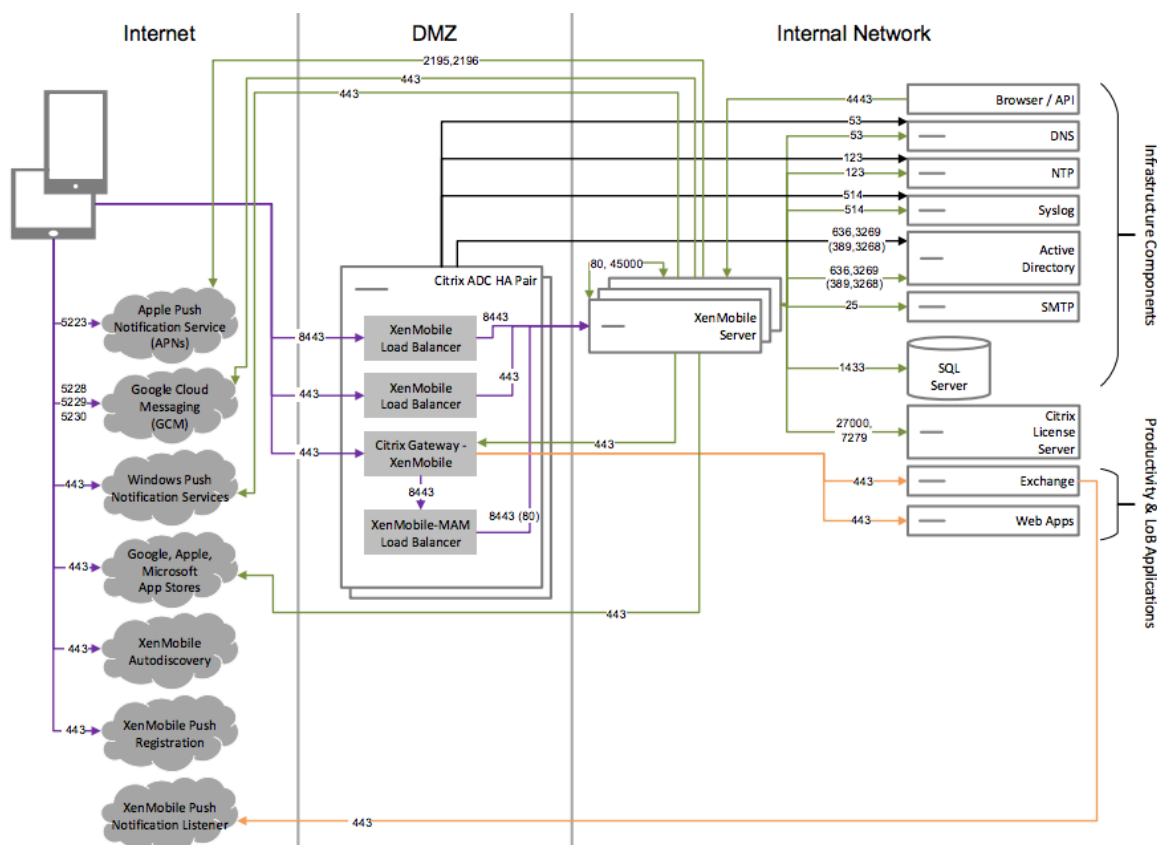 Internet
DMZ
Internal Network
2195,2196
443
443
4443
Browser / API
53
53
DNS
123
123
NTP
514
514
Syslog
636,3269
(389,3268)
636,3269
(389,3268)
Active
Directory
25
SMTP
1433
SQL
Server
27000,
7279
Citrix
License
Server
443
Exchange
443
Web Apps
Infrastructure Components
Productivity & LoB Applications
80, 45000
XenMobile
Server
Citrix ADC HA Pair
8443
XenMobile
Load Balancer
8443
443
XenMobile
Load Balancer
443
443
Citrix Gateway -
XenMobile
443
8443
XenMobile-MAM
Load Balancer
8443 (80)
5223
Apple Push
Notification Service
(APNs)
5228
5229
5230
Google Cloud
Messaging
(GCM)
443
Windows Push
Notification Services
443
Google, Apple,
Microsoft
App Stores
443
443
XenMobile
Autodiscovery
443
XenMobile Push
Registration
XenMobile Push
Notification Listener
443